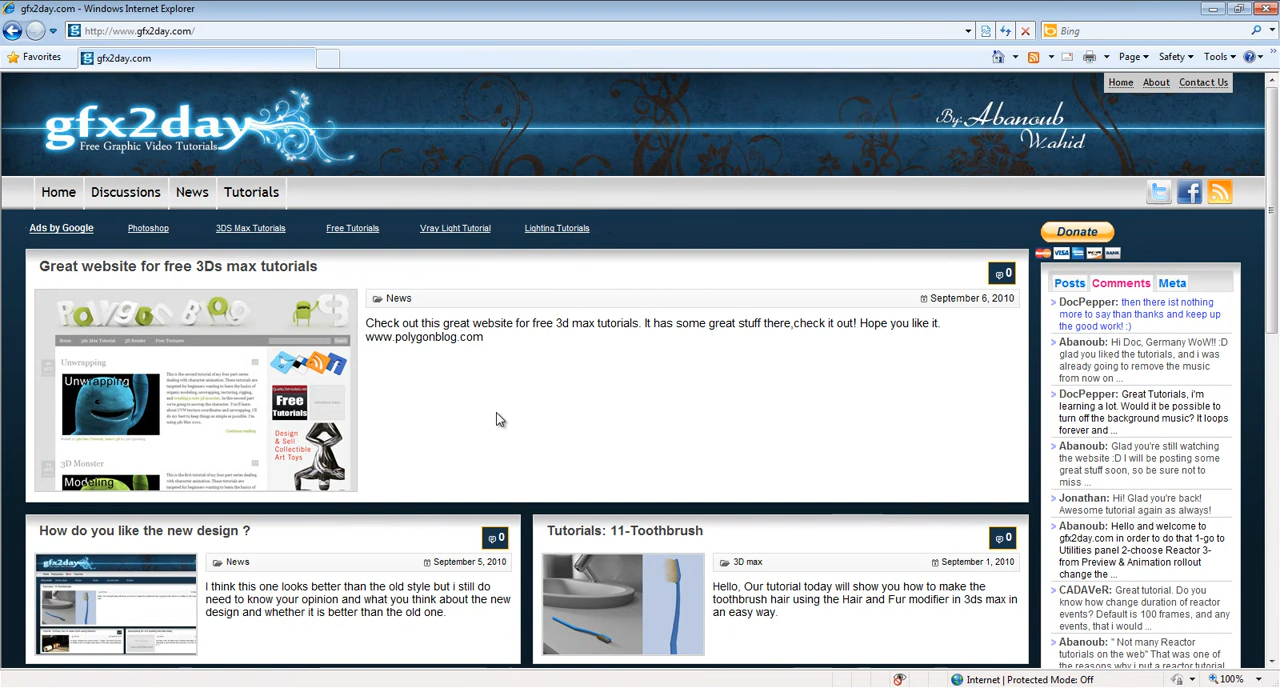 gfx2day.com - Windows Internet Explorer
http://www.gfx2day.com/
Bing
Favorites
gfx2day.com
Page
Safety
Tools
Home About Contact Us
gfx2day
Free Graphic Video Tutorials
By: Abanoub
Wahid
Home Discussions News Tutorials
Ads by Google Photoshop 3DS Max Tutorials Free Tutorials Vray Light Tutorial Lighting Tutorials
Donate
VISA
BANK
Great website for free 3Ds max tutorials
0
News
September 6, 2010
Check out this great website for free 3d max tutorials. It has some great stuff there,check it out! Hope you like it.
www.polygonblog.com
POLYGON BLOG
Unwrapping
Unwrapping
Free
Tutorials
Design &
Sell
Collectible
Art Toys
3D Monster
Modeling
How do you like the new design ?
0
News
September 5, 2010
I think this one looks better than the old style but i still do
need to know your opinion and what you think about the new
design and whether it is better than the old one.
Tutorials: 11-Toothbrush
0
3D max
September 1, 2010
Hello, Our tutorial today will show you how to make the
toothbrush hair using the Hair and Fur modifier in 3ds max in
an easy way.
Posts Comments Meta
DocPepper: then there ist nothing
more to say than thanks and keep up
the good work! :)
Abanoub: Hi Doc, Germany WoW!! :D
glad you liked the tutorials, and i was
already going to remove the music
from now on ...
DocPepper: Great Tutorials, i'm
learning a lot. Would it be possible to
turn off the background music? It loops
forever and ...
Abanoub: Glad you're still watching
the website :D I will be posting some
great stuff soon, so be sure not to
miss ...
Jonathan: Hi! Glad you're back!
Awesome tutorial again as always!
Abanoub: Hello and welcome to
gfx2day.com in order to do that 1-go to
Utilities panel 2-choose Reactor 3-
from Preview & Animation rollout
change the ...
CADAVeR: Great tutorial. Do you
know how change duration of reactor
events? Default is 100 frames, and any
events, that i would ...
Abanoub: " Not many Reactor
tutorials on the web" That was one of
the reasons why i put a reactor tutorial
Internet | Protected Mode: Off
100%